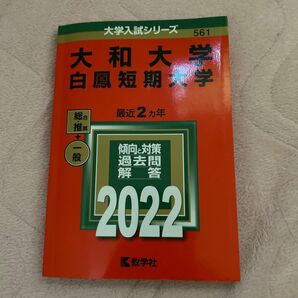 大学入試シリーズ
561
大和大学
白鳳短期大学
最近2カ年
総合
推薦
+
一般
傾向と対策
過去問
解答
2022
数学社